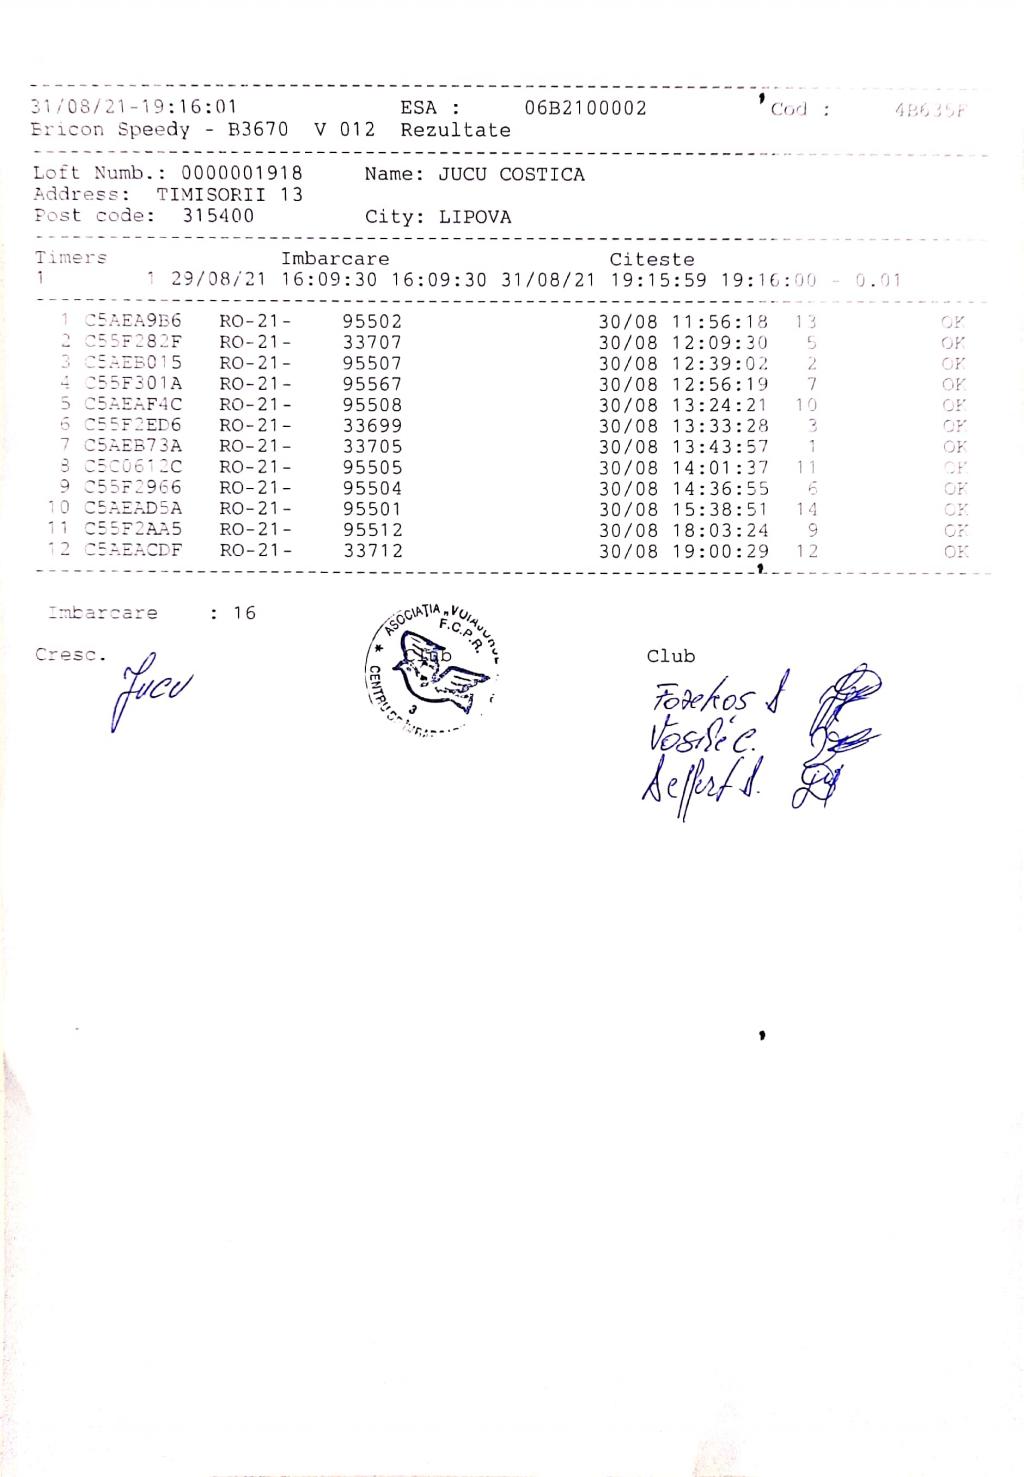 31/08/21-19:16:01 ESA : 06B2100002 Cod : 4B635F
Bricon Speedy - B3670 V 012 Rezultate
Loft Numb.: 0000001918 Name: JUCU COSTICA
Address: TIMISORII 13
Post code: 315400 City: LIPOVA
Timers Imbarcare Citeste
1 1 29/08/21 16:09:30 16:09:30 31/08/21 19:15:59 19:16:00 - 0.01
1 C5AEA9B6 RO-21- 95502 30/08 11:56:18 13 OK
2 C55F282F RO-21- 33707 30/08 12:09:30 5 OK
3 C5AEB015 RO-21- 95507 30/08 12:39:02 2 OK
4 C55F301A RO-21- 95567 30/08 12:56:19 7 OK
5 C5AEAF4C RO-21- 95508 30/08 13:24:21 10 OK
6 C55F2ED6 RO-21- 33699 30/08 13:33:28 3 OK
7 C5AEB73A RO-21- 33705 30/08 13:43:57 1 OK
8 C5C0612C RO-21- 95505 30/08 14:01:37 11 OK
9 C55F2966 RO-21- 95504 30/08 14:36:55 6 OK
10 C5AEAD5A RO-21- 95501 30/08 15:38:51 14 OK
11 C55F2AA5 RO-21- 95512 30/08 18:03:24 9 OK
12 C5AEACDF RO-21- 33712 30/08 19:00:29 12 OK
Imbarcare : 16
ASOCIAȚIA
F.C.P.R.
CENTRU DE
3
Cresc. Club Club
Jucu